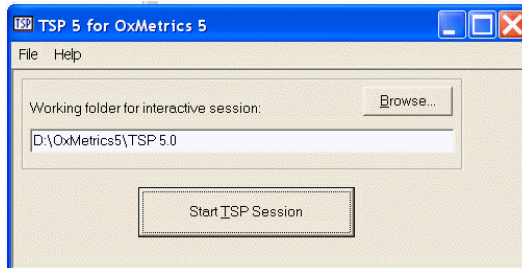 TSP TSP 5 for OxMetrics 5
File Help
Working folder for interactive session:
Browse...
D:\OxMetrics5\TSP 5.0
Start TSP Session